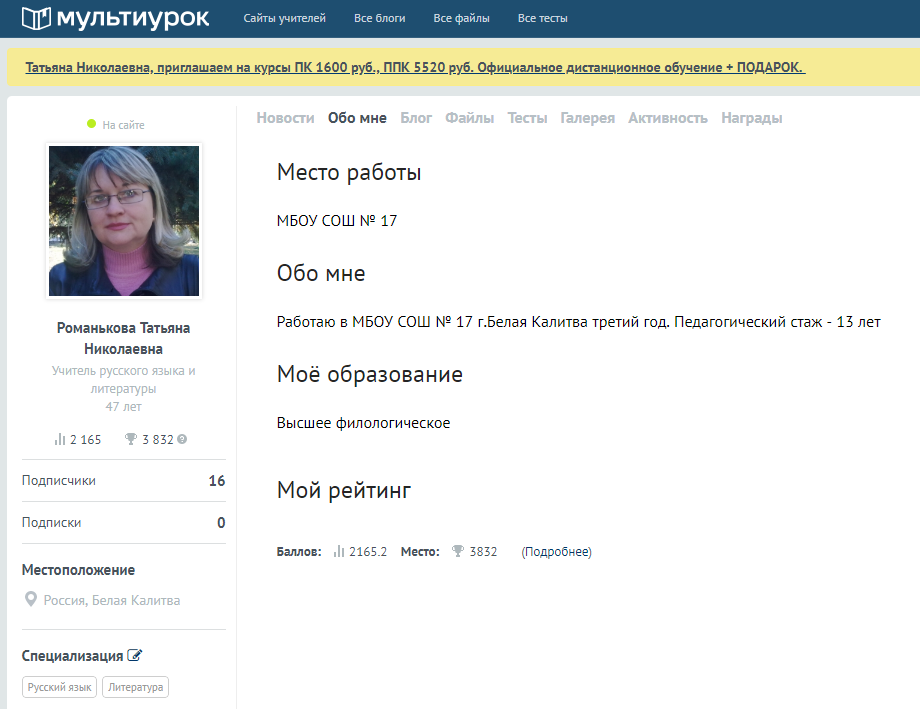 мультиурок
Сайты учителей Все блоги Все файлы Все тесты
Татьяна Николаевна, приглашаем на курсы ПК 1600 руб., ППК 5520 руб. Официальное дистанционное обучение + ПОДАРОК.
На сайте
Романькова Татьяна
Николаевна
Учитель русского языка и
литературы
47 лет
2 165 3 832 ?
Подписчики 16
Подписки 0
Местоположение
Россия, Белая Калитва
Специализация
Русский язык Литература
Новости Обо мне Блог Файлы Тесты Галерея Активность Награды
Место работы
МБОУ СОШ № 17
Обо мне
Работаю в МБОУ СОШ № 17 г.Белая Калитва третий год. Педагогический стаж - 13 лет
Моё образование
Высшее филологическое
Мой рейтинг
Баллов: 2165.2 Место: 3832 (Подробнее)